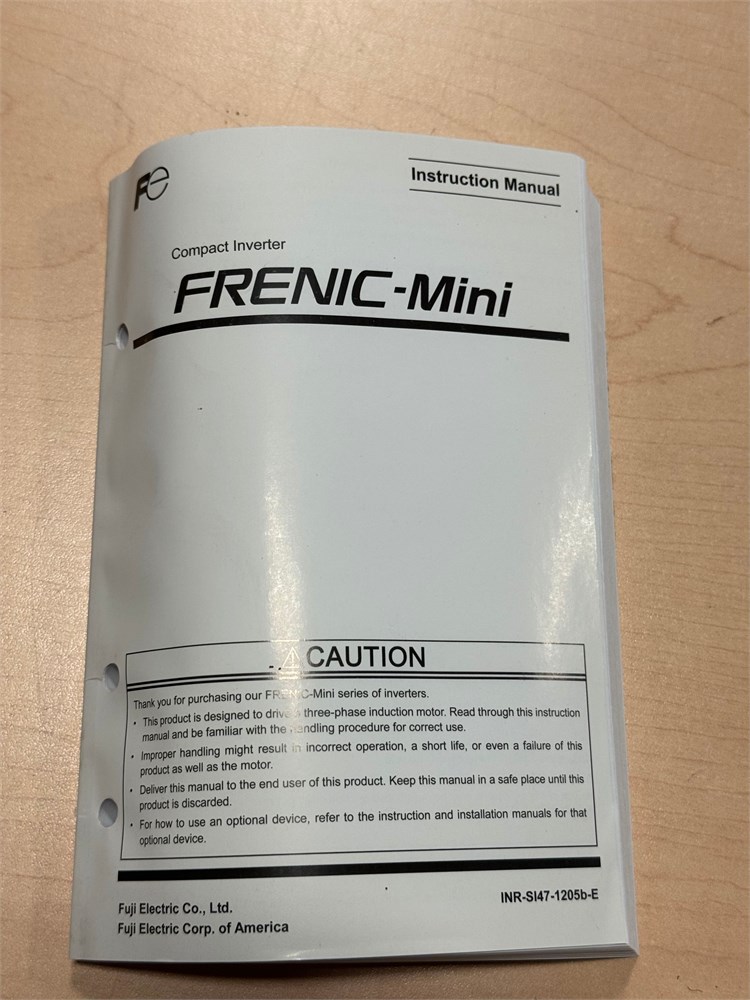 Fe
Instruction Manual
Compact Inverter
FRENIC-Mini
⚠CAUTION
Thank you for purchasing our FRENIC-Mini series of inverters.
• This product is designed to drive a three-phase induction motor. Read through this instruction
manual and be familiar with the handling procedure for correct use.
• Improper handling might result in incorrect operation, a short life, or even a failure of this
product as well as the motor.
• Deliver this manual to the end user of this product. Keep this manual in a safe place until this
product is discarded.
• For how to use an optional device, refer to the instruction and installation manuals for that
optional device.
Fuji Electric Co., Ltd.
Fuji Electric Corp. of America
INR-SI47-1205b-E